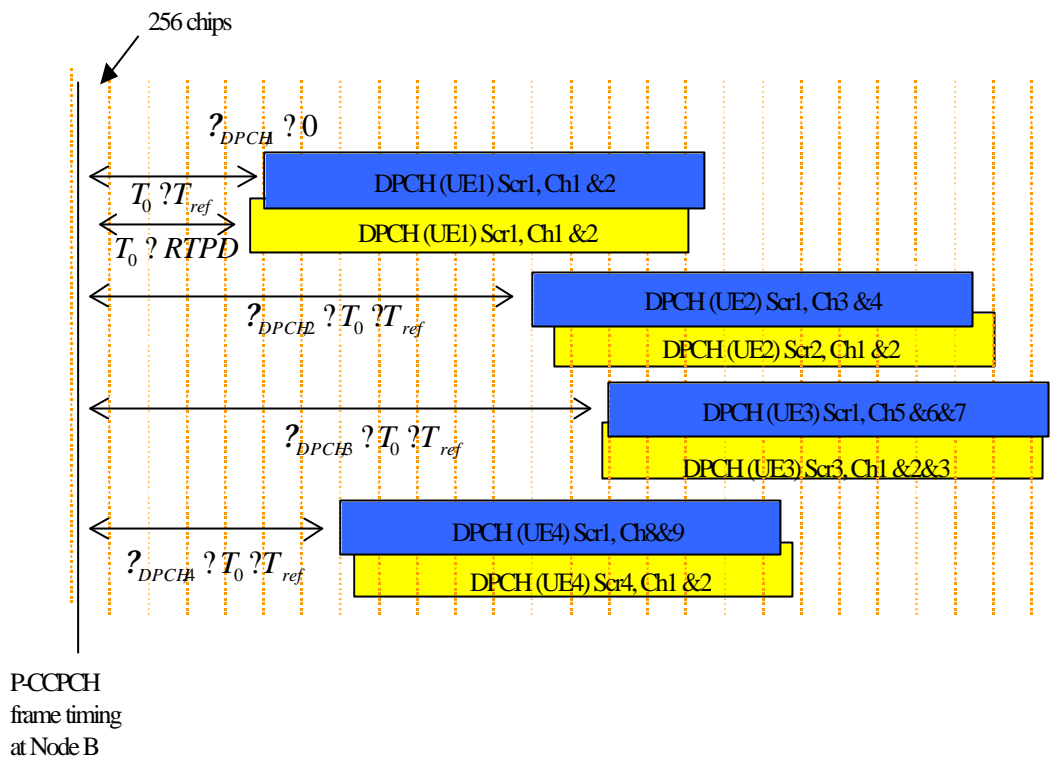 256 chips
?DPCH1 ? 0
DPCH (UE1) Scr1, Ch1 &2
T0 ?Tref
DPCH (UE1) Scr1, Ch1 &2
T0 ? RTPD
DPCH (UE2) Scr1, Ch3 &4
?DPCH2 ? T0 ?Tref
DPCH (UE2) Scr2, Ch1 &2
DPCH (UE3) Scr1, Ch5 &6&7
?DPCH3 ? T0 ?Tref
DPCH (UE3) Scr3, Ch1 &2&3
DPCH (UE4) Scr1, Ch8&9
?DPCH4 ? T0 ?Tref
DPCH (UE4) Scr4, Ch1 &2
P-CCPCH
frame timing
at Node B